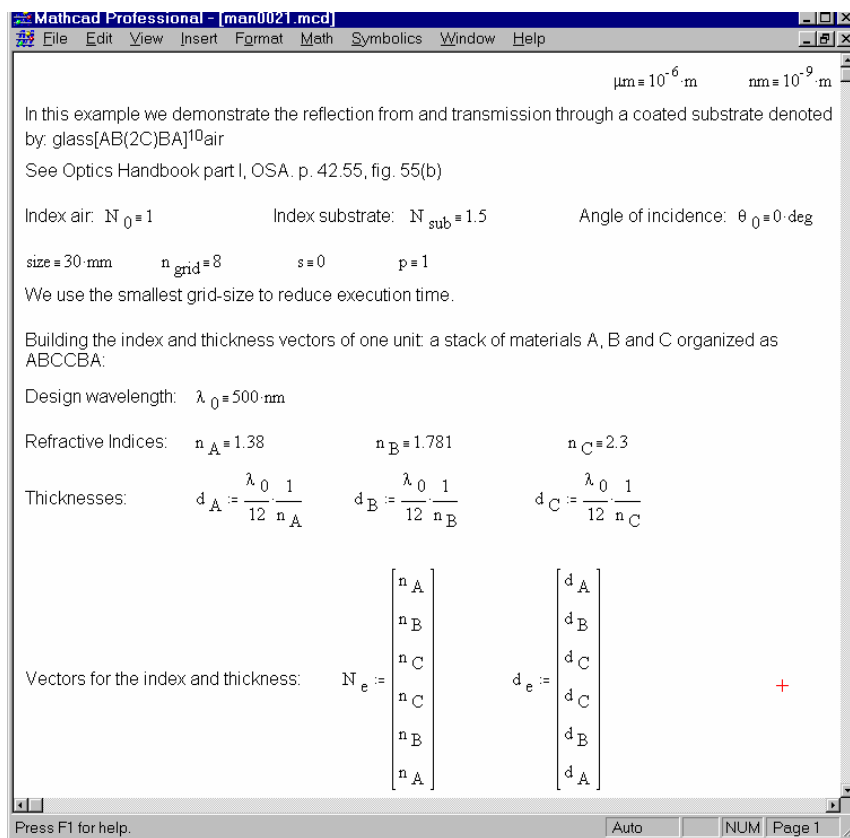 Mathcad Professional - [man0021.mcd]
File Edit View Insert Format Math Symbolics Window Help
μm ≡ 10⁻⁶·m nm ≡ 10⁻⁹·m
In this example we demonstrate the reflection from and transmission through a coated substrate denoted
by: glass[AB(2C)BA]¹⁰air
See Optics Handbook part I, OSA. p. 42.55, fig. 55(b)
Index air: N₀ ≡ 1 Index substrate: N_sub ≡ 1.5 Angle of incidence: θ₀ ≡ 0·deg
size ≡ 30·mm n_grid ≡ 8 s ≡ 0 p ≡ 1
We use the smallest grid-size to reduce execution time.
Building the index and thickness vectors of one unit: a stack of materials A, B and C organized as
ABCCBA:
Design wavelength: λ₀ ≡ 500·nm
Refractive Indices: n_A ≡ 1.38 n_B ≡ 1.781 n_C ≡ 2.3
Thicknesses: d_A := λ₀/12 · 1/n_A d_B := λ₀/12 · 1/n_B d_C := λ₀/12 · 1/n_C
n_A d_A
n_B d_B
n_C d_C
Vectors for the index and thickness: N_e := d_e :=
n_C d_C
n_B d_B
n_A d_A
Press F1 for help. Auto NUM Page 1